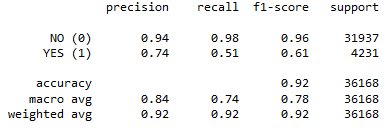 precision recall f1-score support
NO (0) 0.94 0.98 0.96 31937
YES (1) 0.74 0.51 0.61 4231
accuracy 0.92 36168
macro avg 0.84 0.74 0.78 36168
weighted avg 0.92 0.92 0.92 36168